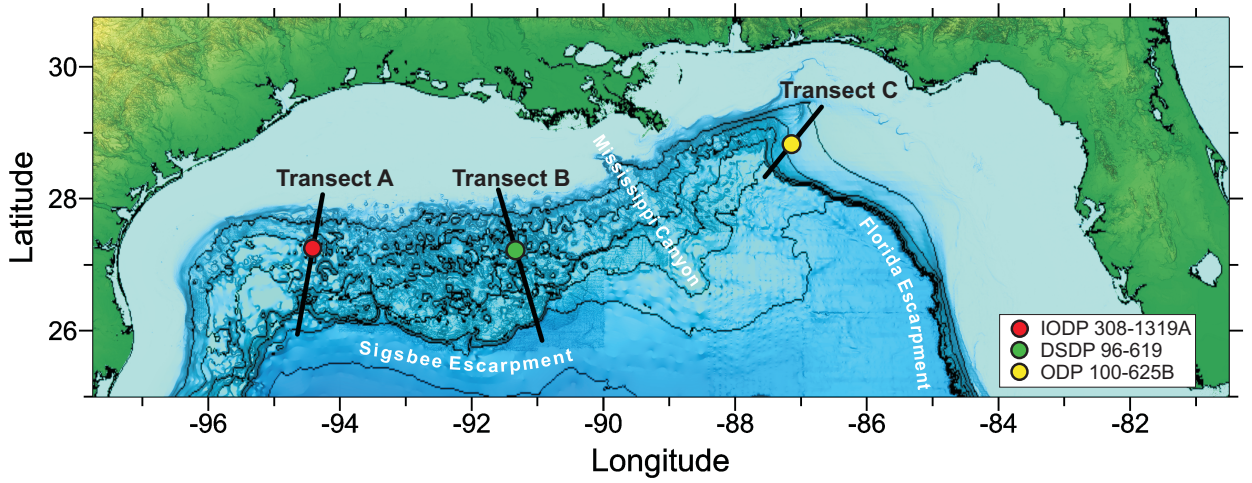 30
28
26
Latitude
Transect A
Transect B
Transect C
Mississippi Canyon
Florida Escarpment
Sigsbee Escarpment
IODP 308-1319A
DSDP 96-619
ODP 100-625B
-96
-94
-92
-90
-88
-86
-84
-82
Longitude